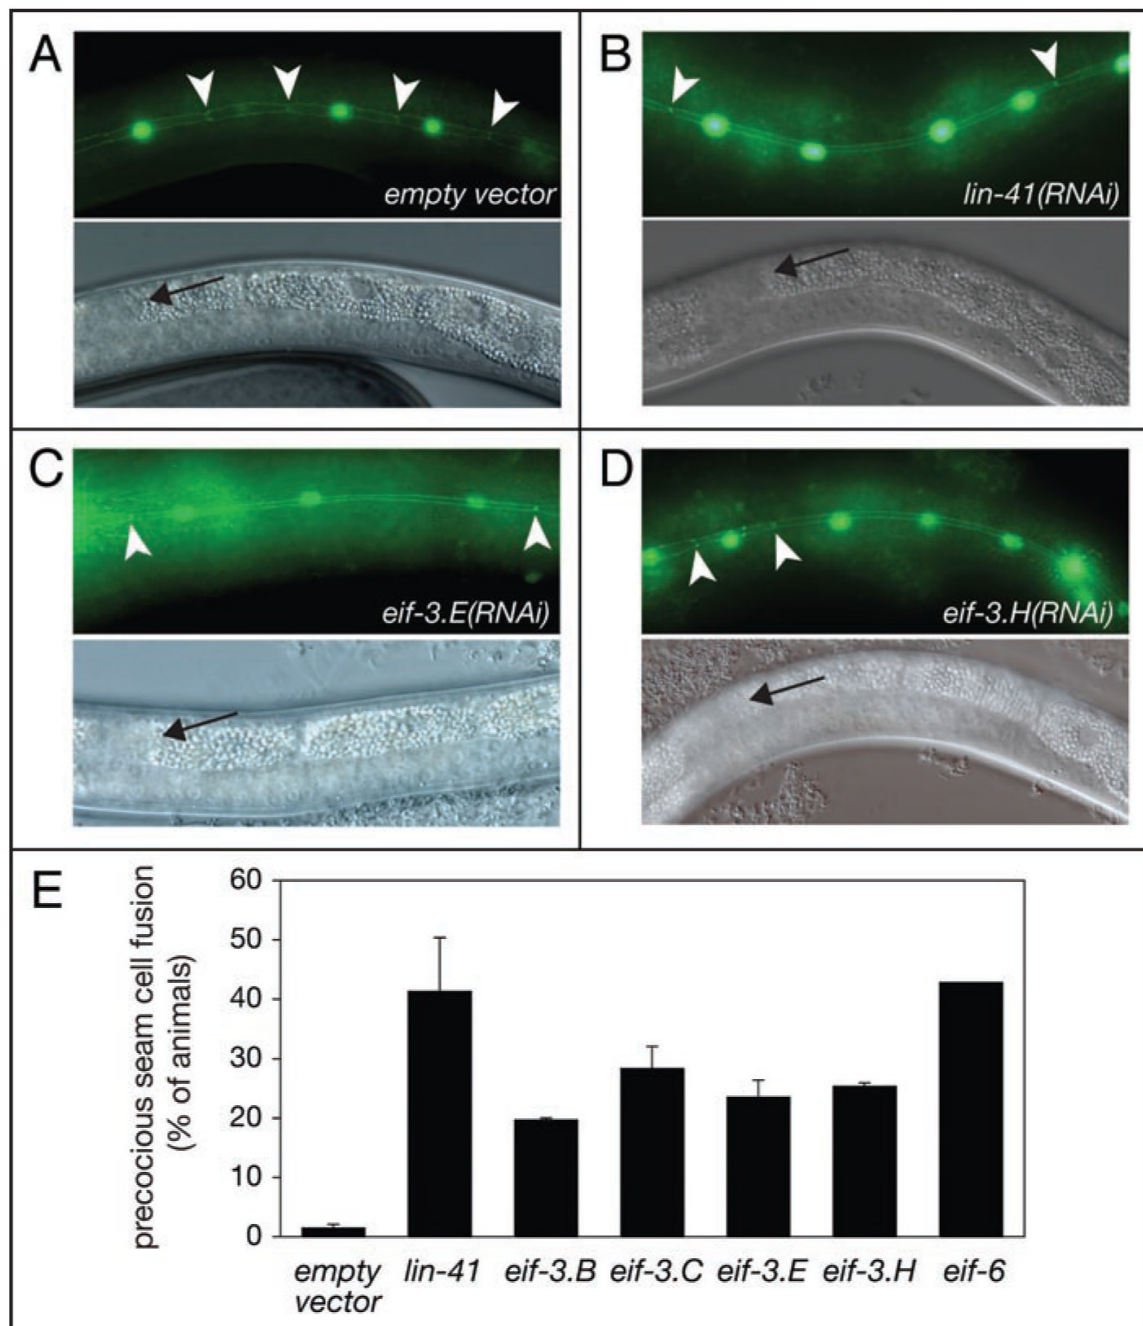 A
empty vector
B
lin-41(RNAi)
C
eif-3.E(RNAi)
D
eif-3.H(RNAi)
E
precocious seam cell fusion
(% of animals)
60
50
40
30
20
10
0
empty
vector
lin-41
eif-3.B
eif-3.C
eif-3.E
eif-3.H
eif-6